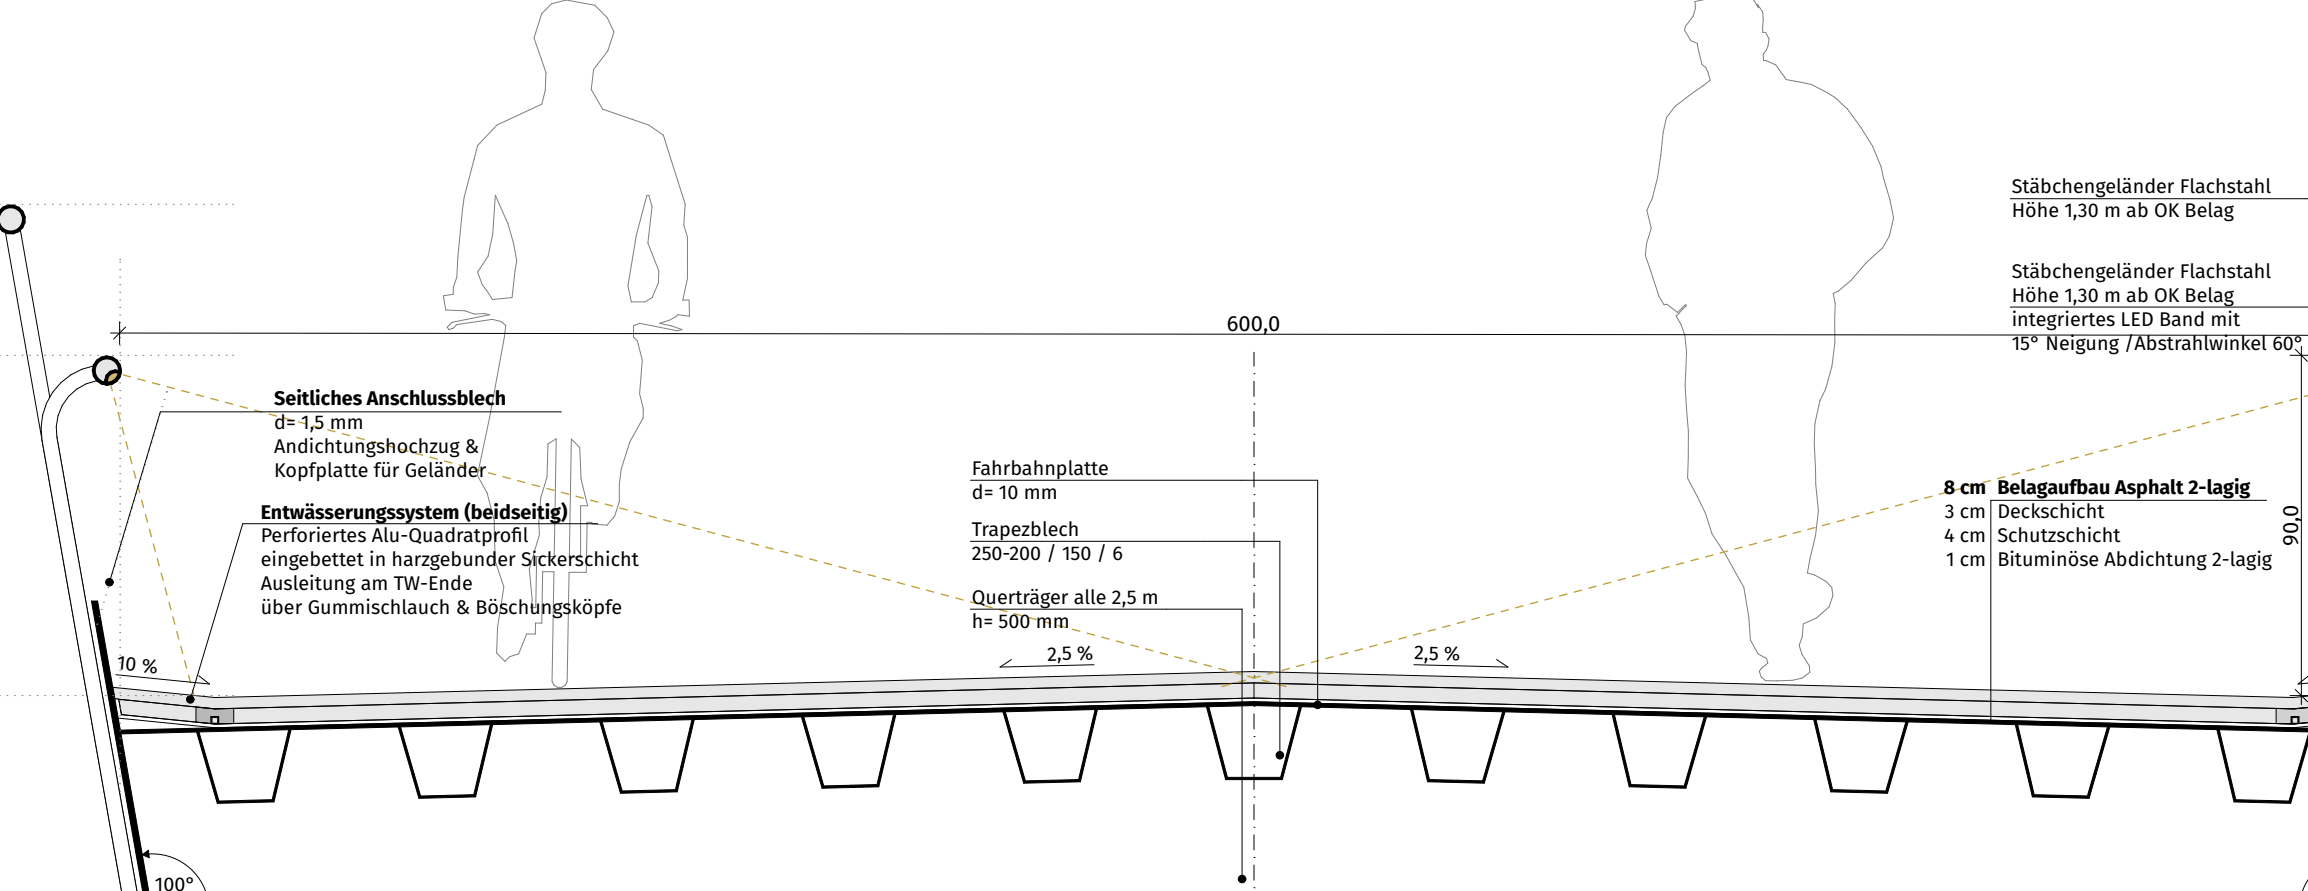 Stäbchengeländer Flachstahl
Höhe 1,30 m ab OK Belag
Stäbchengeländer Flachstahl
Höhe 1,30 m ab OK Belag
integriertes LED Band mit
15° Neigung /Abstrahlwinkel 60°
600,0
Seitliches Anschlussblech
d= 1,5 mm
Andichtungshochzug &
Kopfplatte für Geländer
Entwässerungssystem (beidseitig)
Perforiertes Alu-Quadratprofil
eingebettet in harzgebunder Sickerschicht
Ausleitung am TW-Ende
über Gummischlauch & Böschungsköpfe
Fahrbahnplatte
d= 10 mm
Trapezblech
250-200 / 150 / 6
Querträger alle 2,5 m
h= 500 mm
8 cm Belagaufbau Asphalt 2-lagig
3 cm Deckschicht
4 cm Schutzschicht
1 cm Bituminöse Abdichtung 2-lagig
90,0
10 %
2,5 %
2,5 %
100°